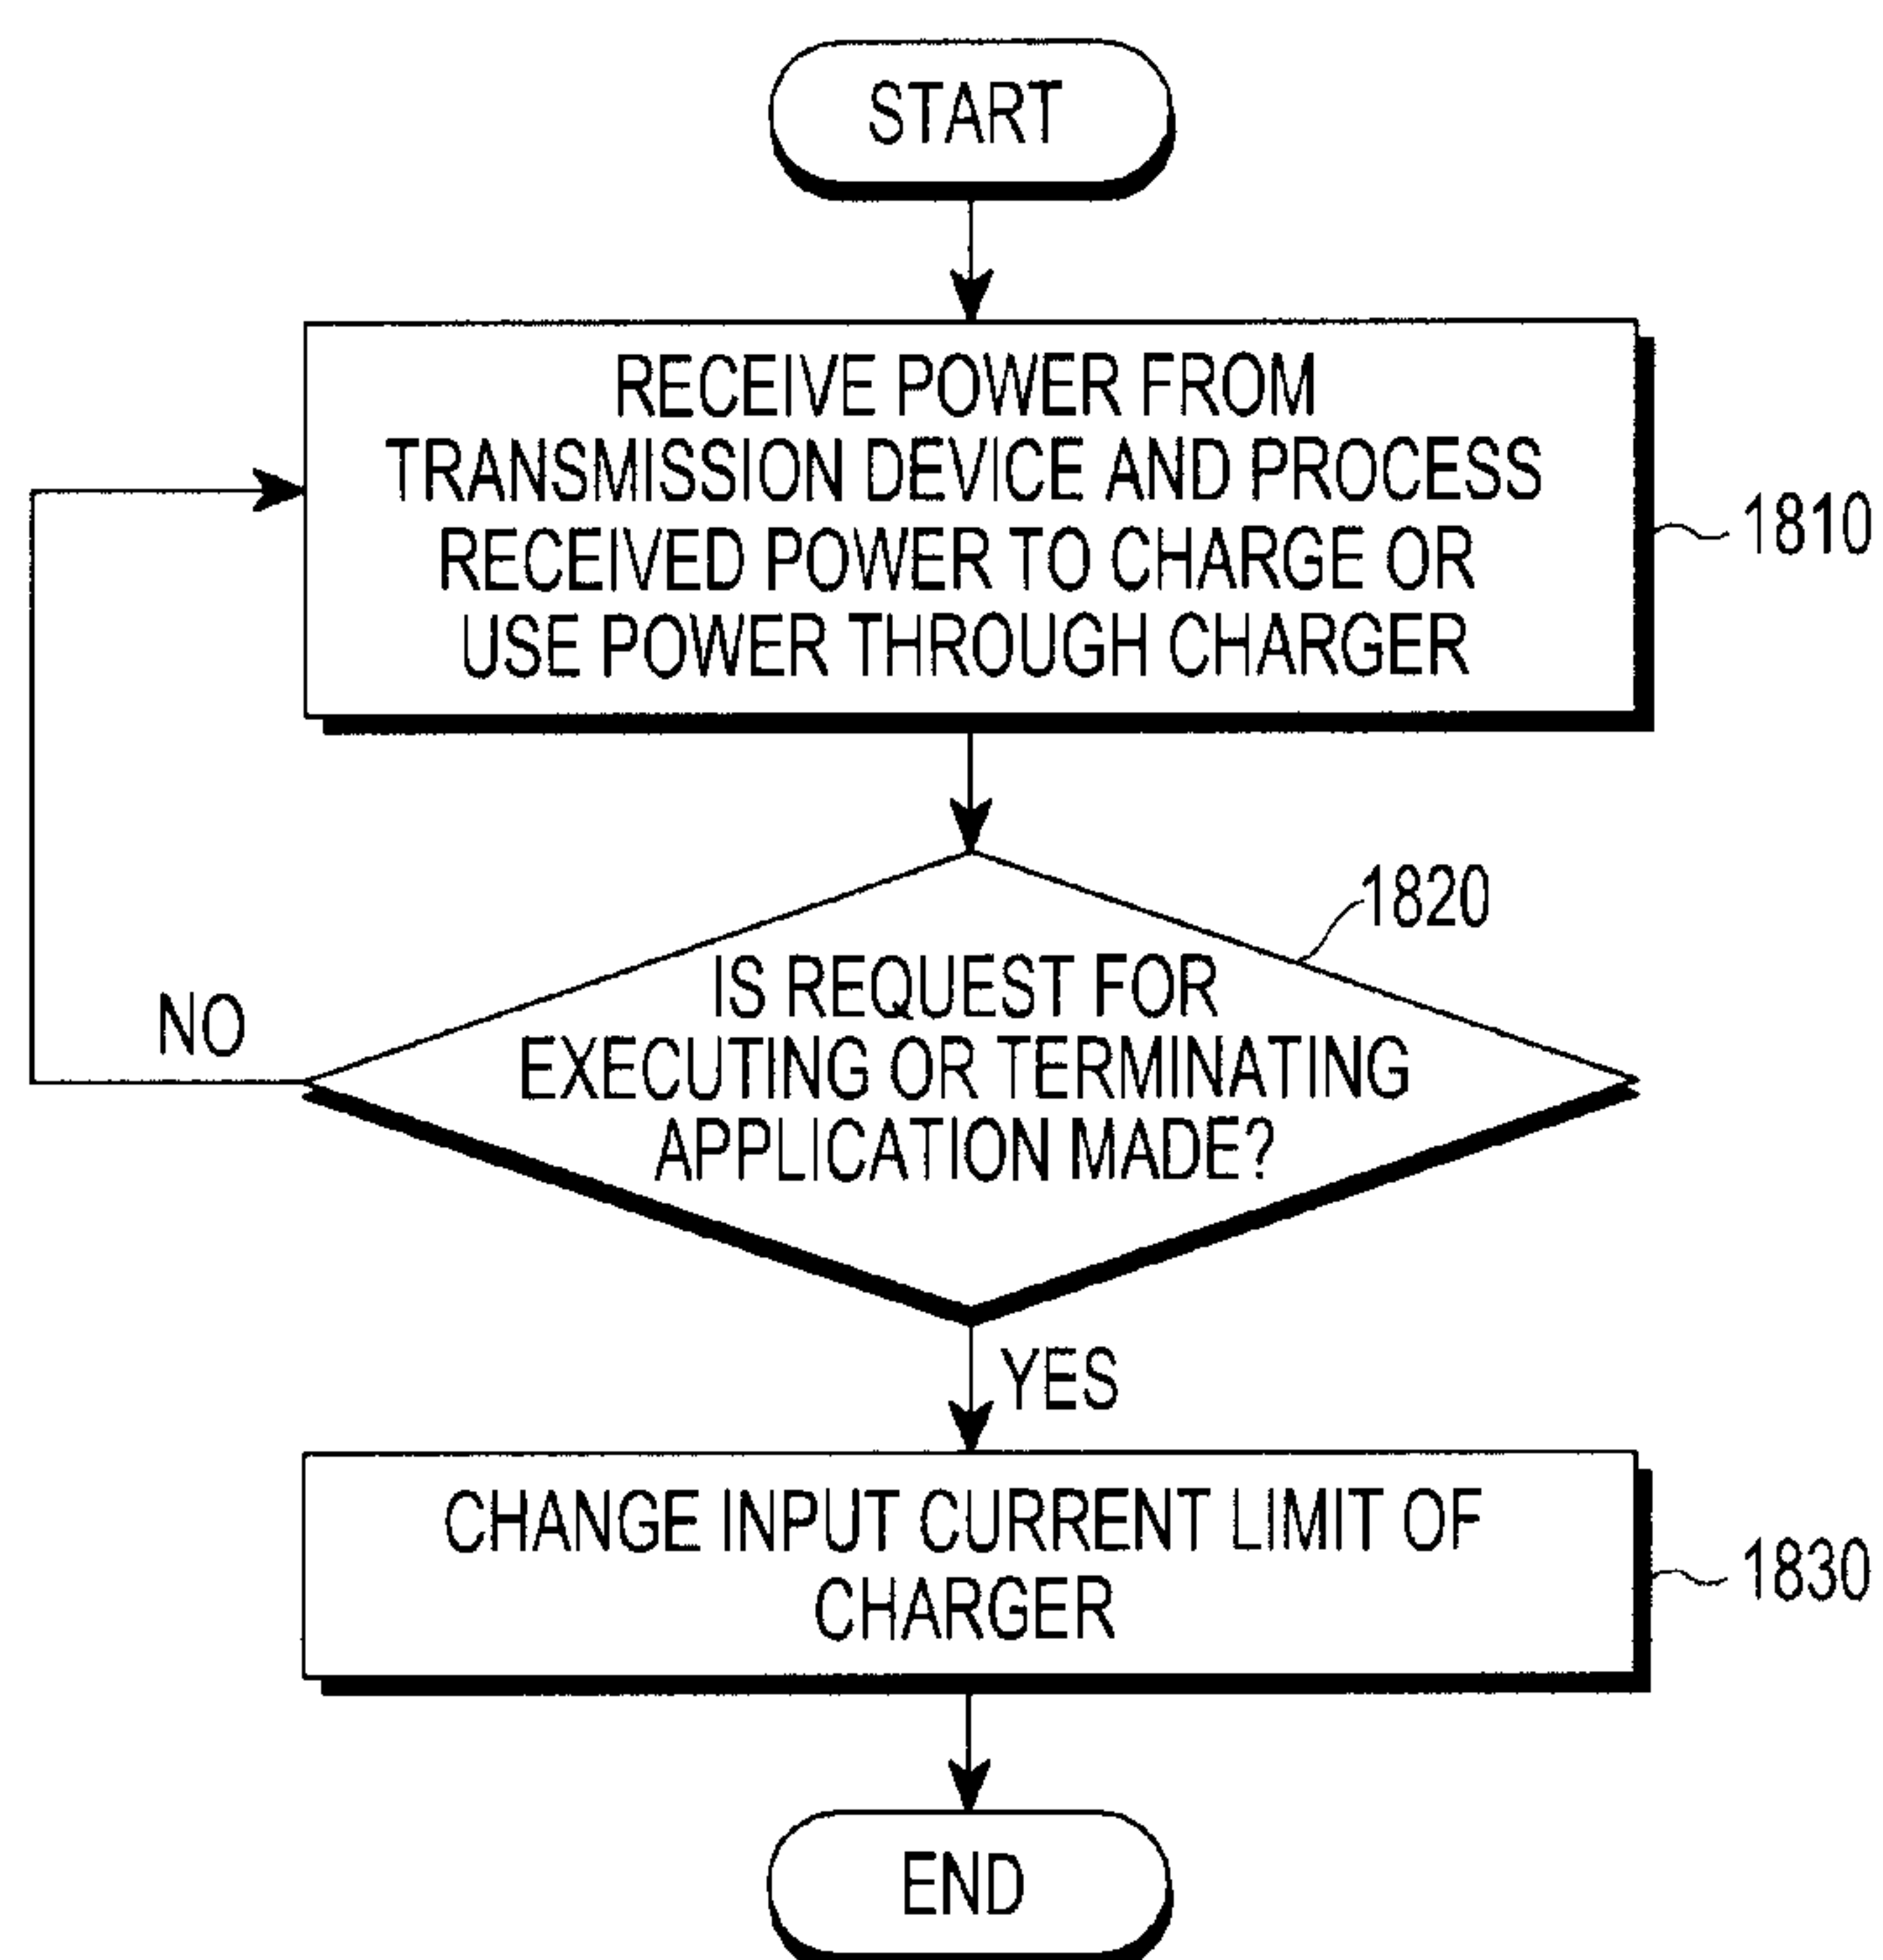 START
RECEIVE POWER FROM
TRANSMISSION DEVICE AND PROCESS
RECEIVED POWER TO CHARGE OR
USE POWER THROUGH CHARGER
1810
1820
IS REQUEST FOR
EXECUTING OR TERMINATING
APPLICATION MADE?
NO
YES
CHANGE INPUT CURRENT LIMIT OF
CHARGER
1830
END